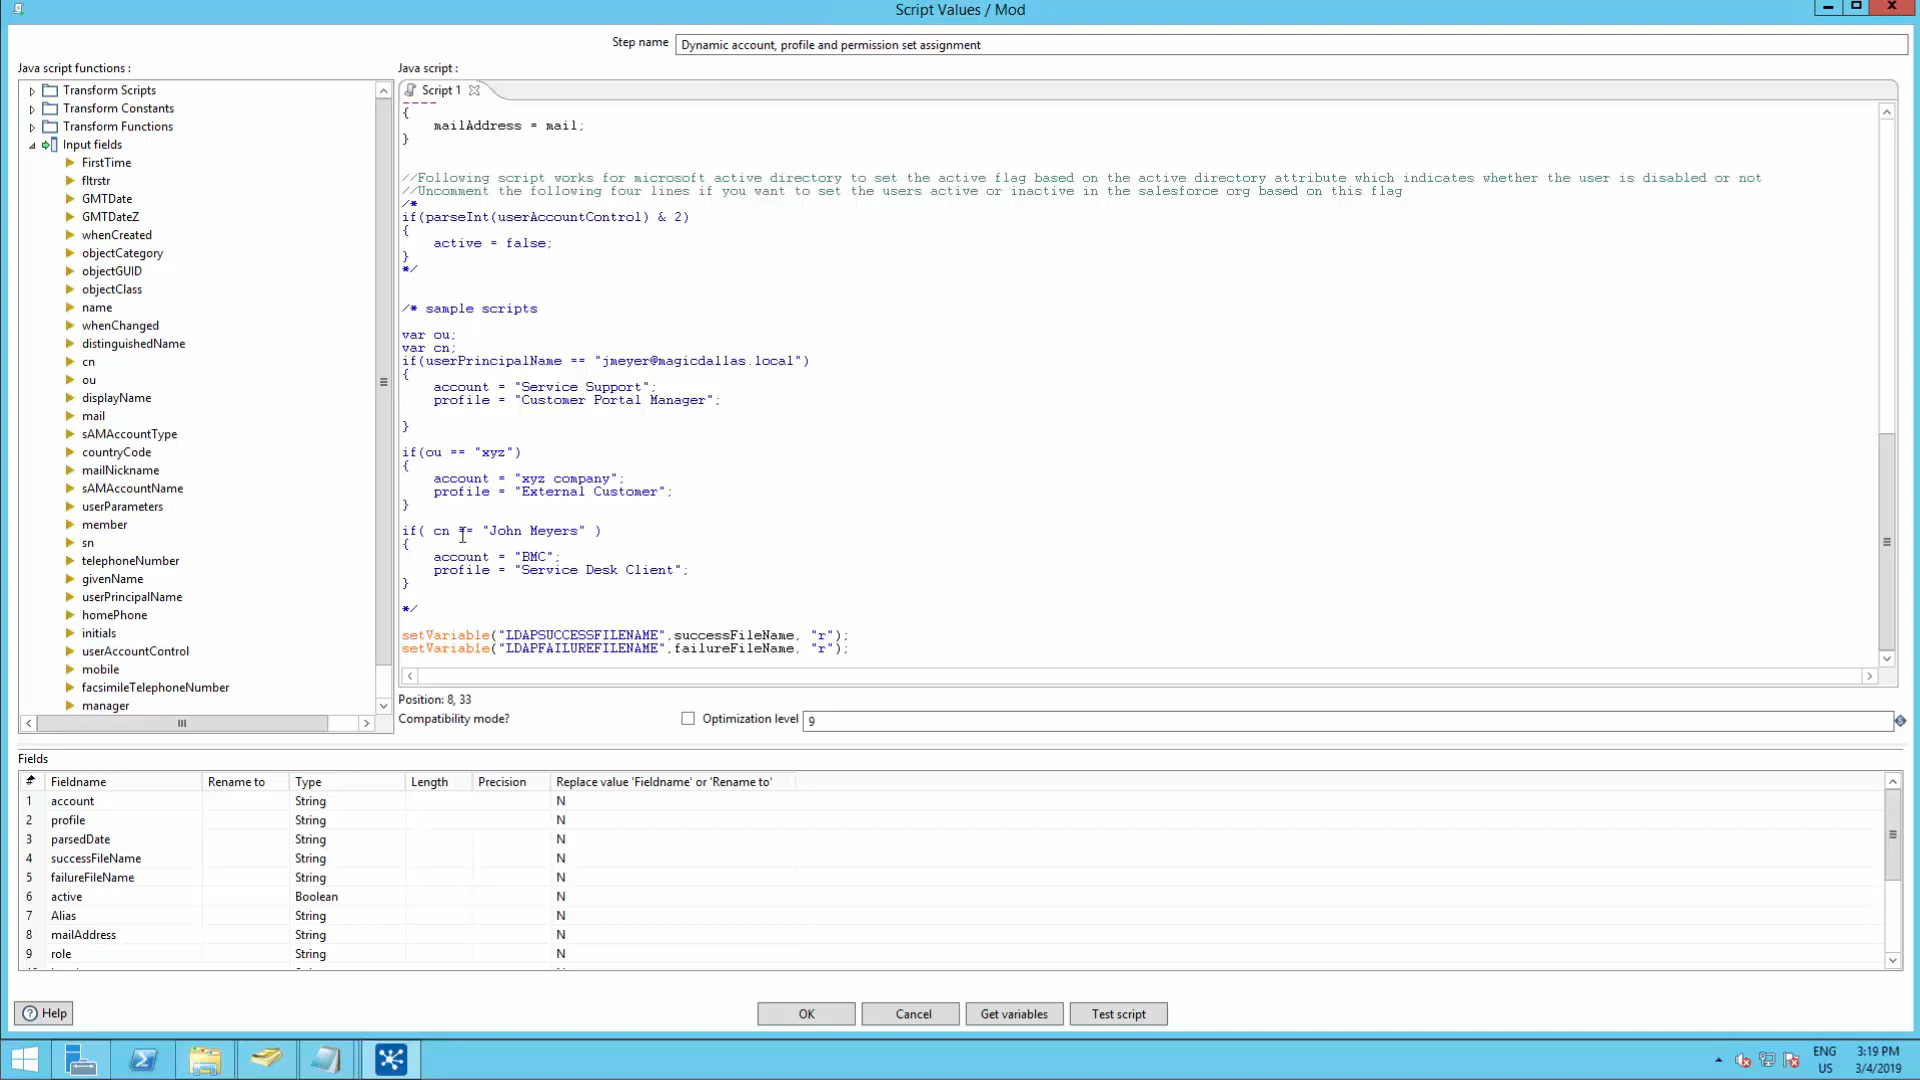 Script Values / Mod
Step name
Dynamic account, profile and permission set assignment
Java script functions :
Transform Scripts
Transform Constants
Transform Functions
Input fields
FirstTime
fltrstr
GMTDate
GMTDateZ
whenCreated
objectCategory
objectGUID
objectClass
name
whenChanged
distinguishedName
cn
ou
displayName
mail
sAMAccountType
countryCode
mailNickname
sAMAccountName
userParameters
member
sn
telephoneNumber
givenName
userPrincipalName
homePhone
initials
userAccountControl
mobile
facsimileTelephoneNumber
manager
Java script :
Script 1
{
mailAddress = mail;
}
//Following script works for microsoft active directory to set the active flag based on the active directory attribute which indicates whether the user is disabled or not
//Uncomment the following four lines if you want to set the users active or inactive in the salesforce org based on this flag
/*
if(parseInt(userAccountControl) & 2)
{
active = false;
}
*/
/* sample scripts
var ou;
var cn;
if(userPrincipalName == "jmeyer@magicdallas.local")
{
account = "Service Support";
profile = "Customer Portal Manager";
}
if(ou == "xyz")
{
account = "xyz company";
profile = "External Customer";
}
if( cn == "John Meyers" )
{
account = "BMC";
profile = "Service Desk Client";
}
*/
setVariable("LDAPSUCCESSFILENAME",successFileName, "r");
setVariable("LDAPFAILUREFILENAME",failureFileName, "r");
Position: 8, 33
Compatibility mode?
Optimization level
9
Fields
# Fieldname Rename to Type Length Precision Replace value 'Fieldname' or 'Rename to'
1 account String N
2 profile String N
3 parsedDate String N
4 successFileName String N
5 failureFileName String N
6 active Boolean N
7 Alias String N
8 mailAddress String N
9 role String N
Help
OK
Cancel
Get variables
Test script
ENG
US
3:19 PM
3/4/2019